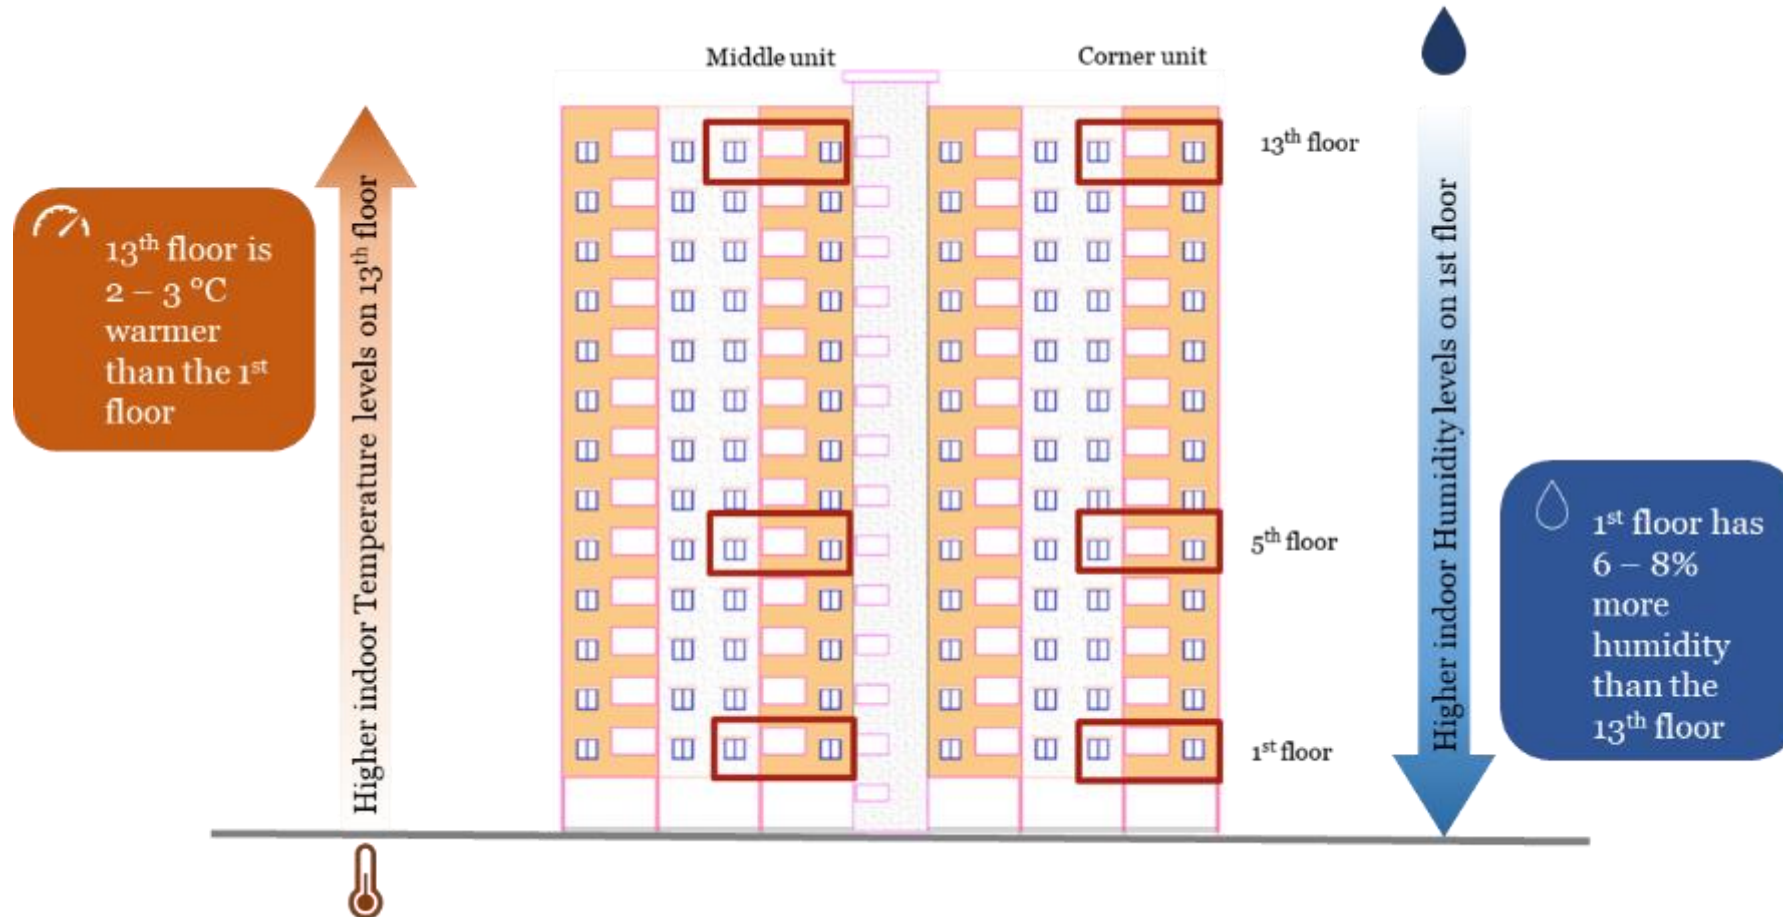 Middle unit
Corner unit
13th floor
5th floor
1st floor
Higher indoor Temperature levels on 13th floor
13th floor is
2 – 3 °C
warmer
than the 1st
floor
Higher indoor Humidity levels on 1st floor
1st floor has
6 – 8%
more
humidity
than the
13th floor